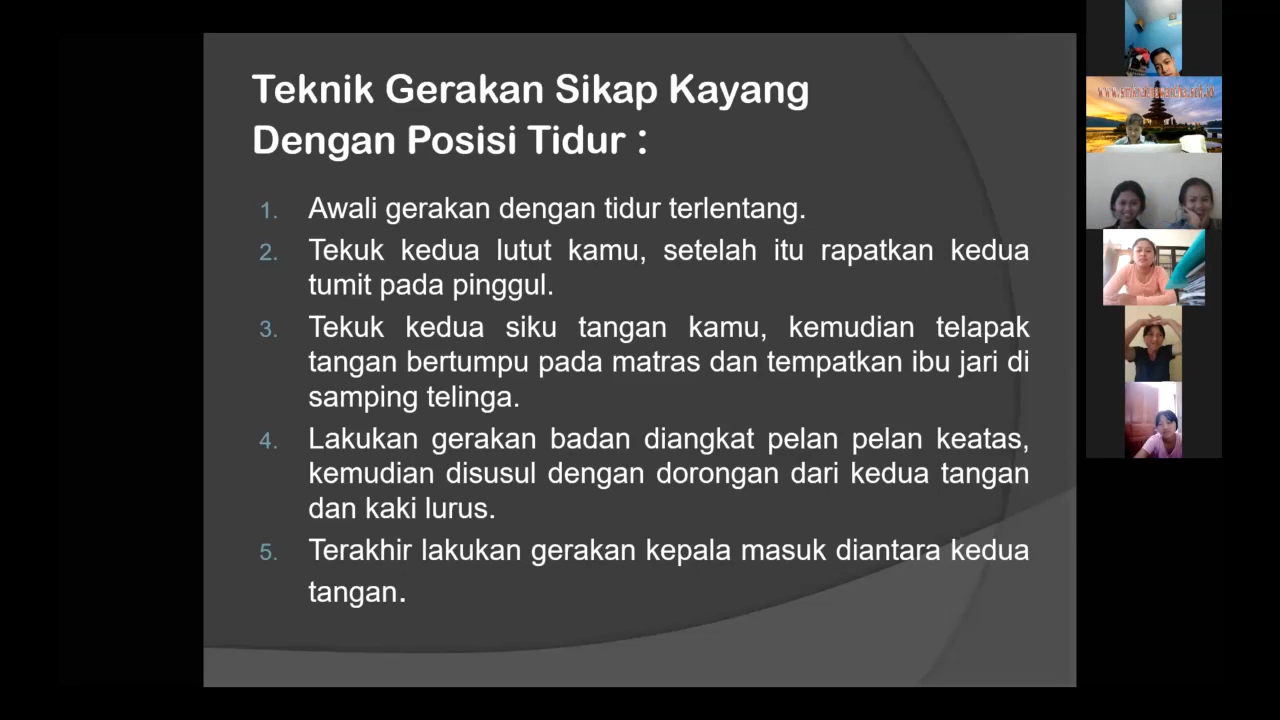 Teknik Gerakan Sikap Kayang
Dengan Posisi Tidur :
1. Awali gerakan dengan tidur terlentang.
2. Tekuk kedua lutut kamu, setelah itu rapatkan kedua
tumit pada pinggul.
3. Tekuk kedua siku tangan kamu, kemudian telapak
tangan bertumpu pada matras dan tempatkan ibu jari di
samping telinga.
4. Lakukan gerakan badan diangkat pelan pelan keatas,
kemudian disusul dengan dorongan dari kedua tangan
dan kaki lurus.
5. Terakhir lakukan gerakan kepala masuk diantara kedua
tangan.